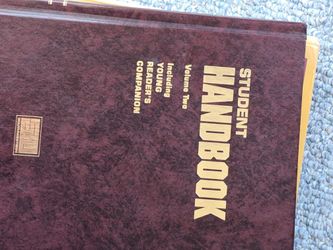 STUDENT
HANDBOOK
Volume Two
Including
YOUNG
READER'S
COMPANION